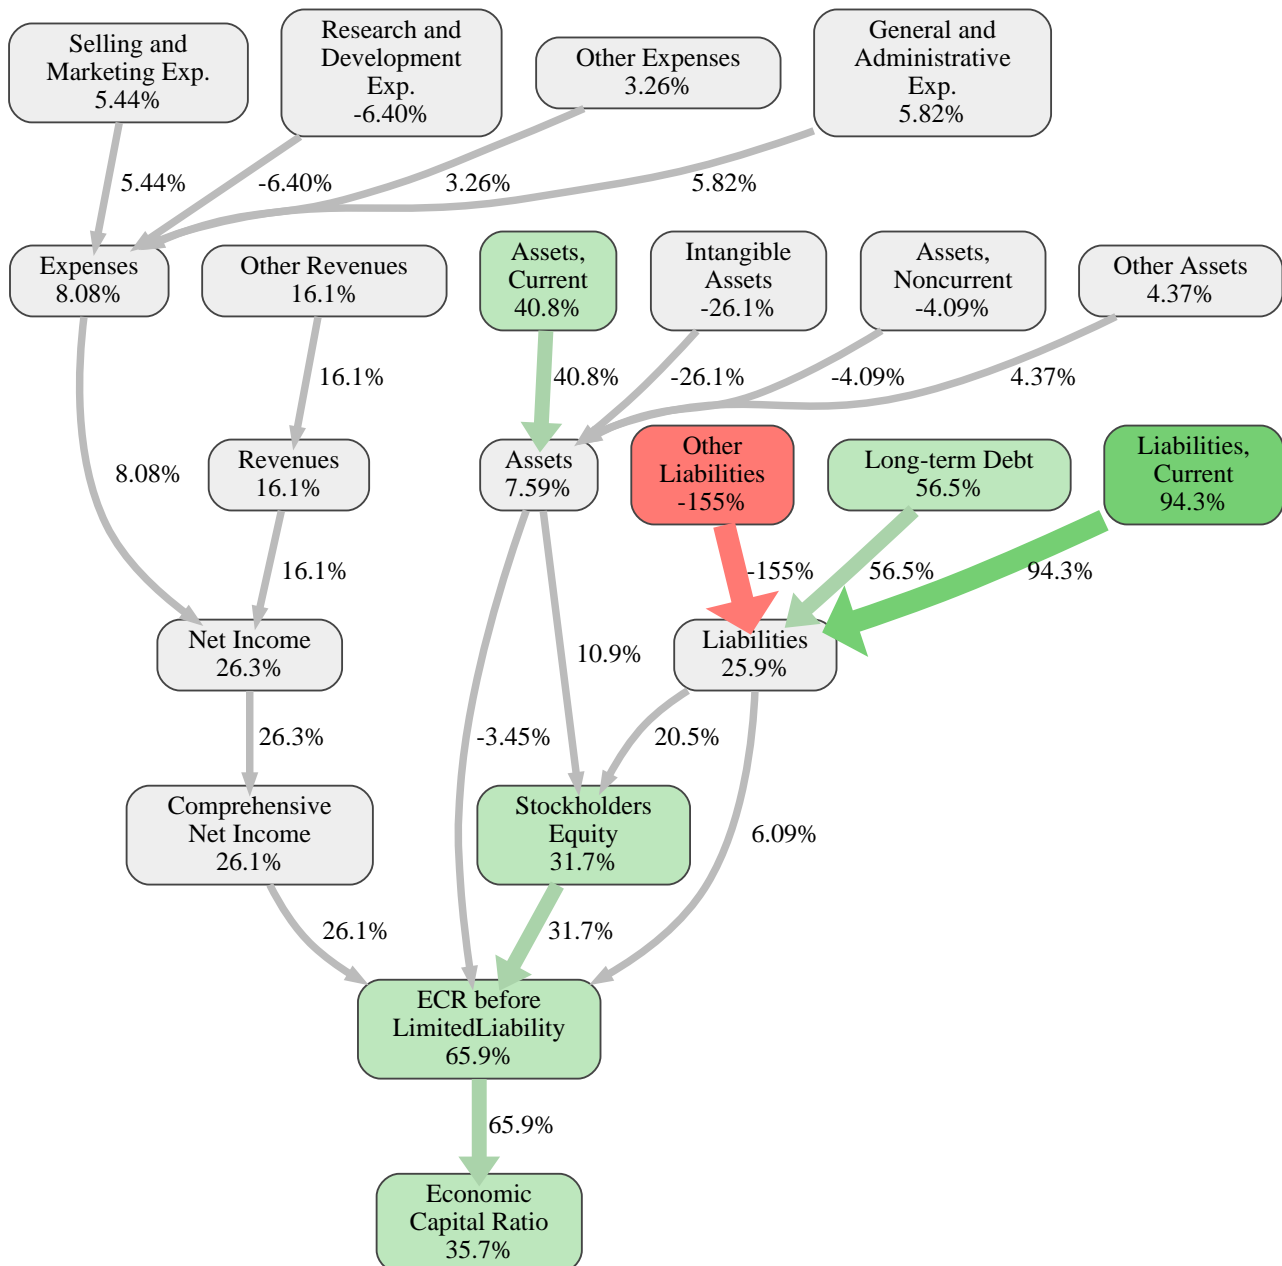 Selling and
Marketing Exp.
5.44%
Research and
Development
Exp.
-6.40%
Other Expenses
3.26%
General and
Administrative
Exp.
5.82%
5.44%
-6.40%
3.26%
5.82%
Expenses
8.08%
Other Revenues
16.1%
Assets,
Current
40.8%
Intangible
Assets
-26.1%
Assets,
Noncurrent
-4.09%
Other Assets
4.37%
16.1%
40.8%
-26.1%
-4.09%
4.37%
8.08%
Revenues
16.1%
Assets
7.59%
Other
Liabilities
-155%
Long-term Debt
56.5%
Liabilities,
Current
94.3%
16.1%
-155%
56.5%
94.3%
Net Income
26.3%
10.9%
Liabilities
25.9%
26.3%
-3.45%
20.5%
Comprehensive
Net Income
26.1%
Stockholders
Equity
31.7%
6.09%
26.1%
31.7%
ECR before
LimitedLiability
65.9%
65.9%
Economic
Capital Ratio
35.7%